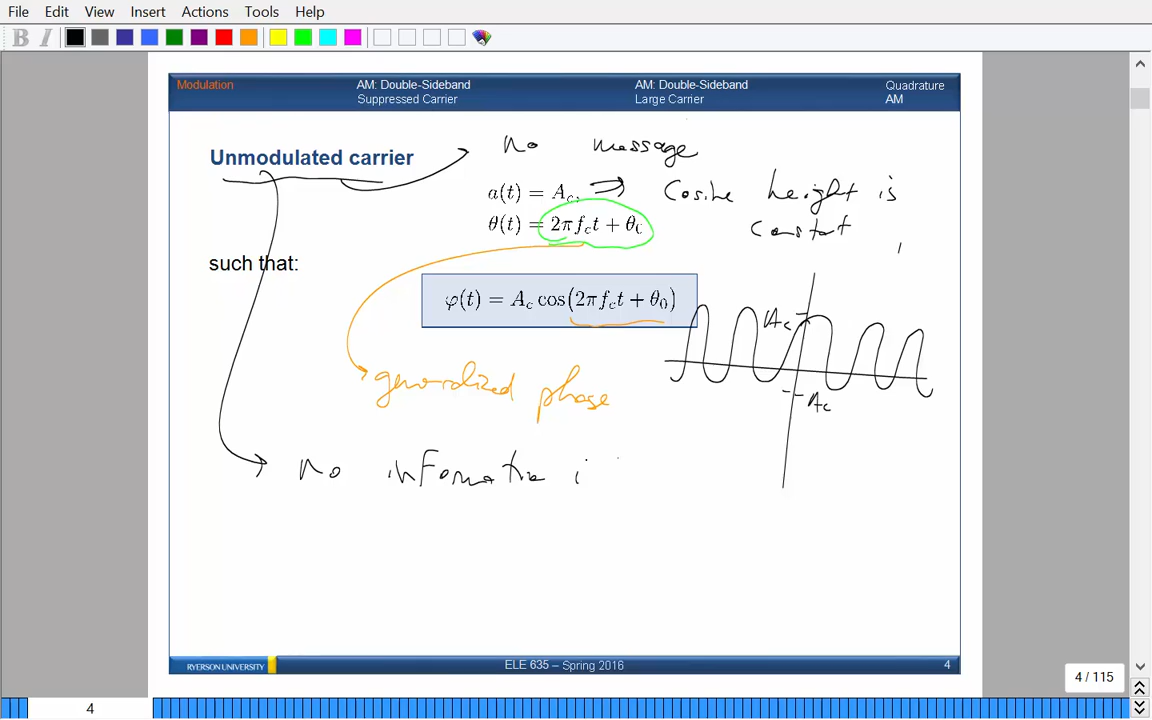 File Edit View Insert Actions Tools Help
B I
Modulation AM: Double-Sideband Suppressed Carrier AM: Double-Sideband Large Carrier Quadrature AM
Unmodulated carrier
No message
a(t) = A_c, ⇒ Cosine height is
θ(t) = 2πf_ct + θ_0 constant
such that:
φ(t) = A_c cos(2πf_ct + θ_0)
A_c
generalized phase
-A_c
No information i
RYERSON UNIVERSITY ELE 635 – Spring 2016 4
4 / 115
4